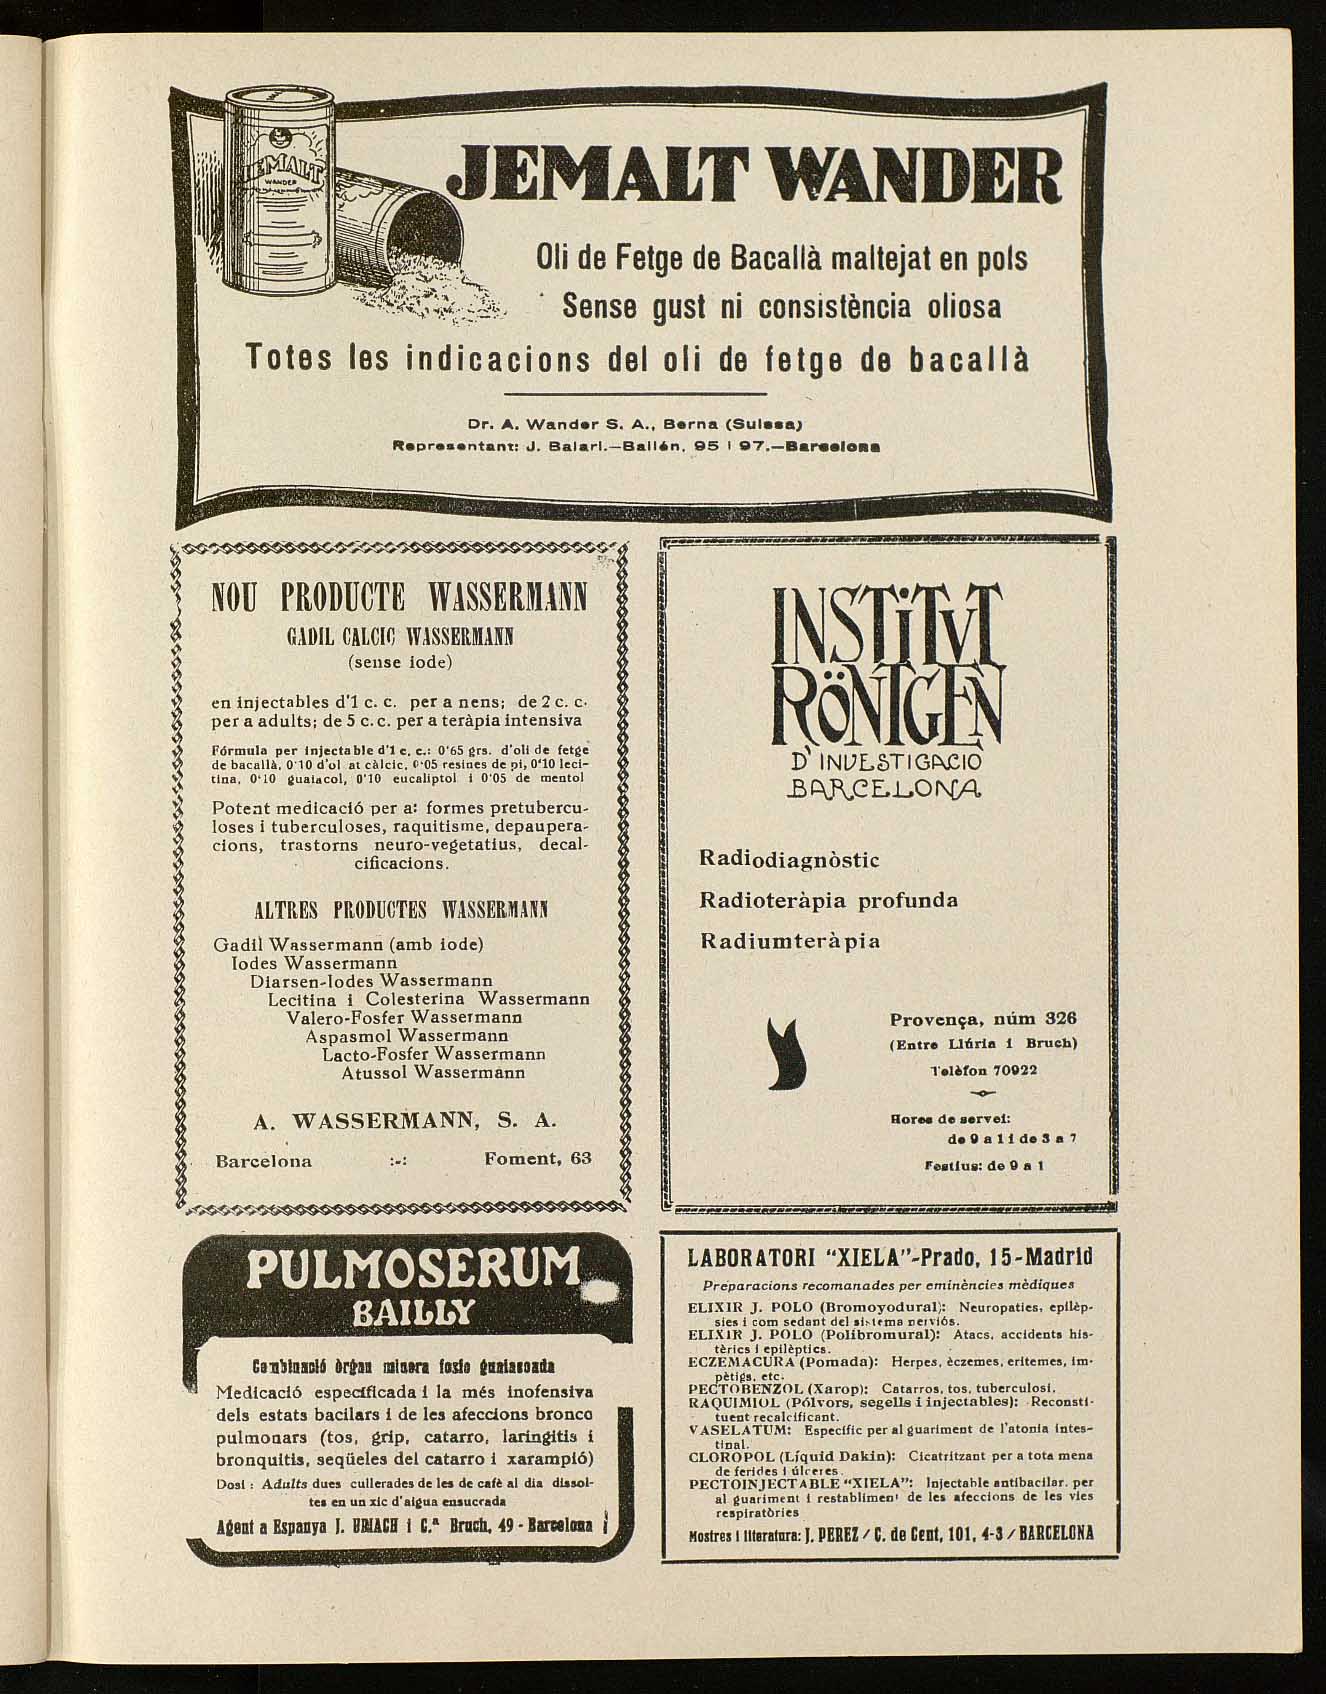 JEMALT
WANDER
JEMALT WANDER
Oli de Fetge de Bacallà maltejat en pols
Sense gust ni consistència oliosa
Totes les indicacions del oli de fetge de bacallà
Dr. A. Wander S. A., Berna (Suissa)
Representant: J. Balari.—Bailén, 95 i 97.—Barcelona
NOU PRODUCTE WASSERMANN
GADIL CALCIC WASSERMANN
(sense iode)
en injectables d'1 c. c. per a nens; de 2 c. c.
per a adults; de 5 c. c. per a teràpia intensiva
Fórmula per injectable d'1 c. c.: 0'65 grs. d'oli de fetge
de bacallà, 0'10 d'ol at càlcic, 0'05 resines de pi, 0'10 leci-
tina, 0'10 guaiacol, 0'10 eucaliptol i 0'05 de mentol
Potent medicació per a: formes pretubercu-
loses i tuberculoses, raquitisme, depaupera-
cions, trastorns neuro-vegetatius, decal-
cificacions.
ALTRES PRODUCTES WASSERMANN
Gadil Wassermann (amb iode)
Iodes Wassermann
Diarsen-Iodes Wassermann
Lecitina i Colesterina Wassermann
Valero-Fosfer Wassermann
Aspasmol Wassermann
Lacto-Fosfer Wassermann
Atussol Wassermann
A. WASSERMANN, S. A.
Barcelona :-: Foment, 63
INSTiTVT
RÖNTGEN
D'INVESTIGACIO
BARCELONA
Radiodiagnòstic
Radioteràpia profunda
Radiumteràpia
Provença, núm 326
(Entre Llúria i Bruch)
Telèfon 70922
Hores de servei:
de 9 a 1 i de 3 a 7
Festius: de 9 a 1
PULMOSERUM
BAILLY
Combinació òrgan minera fosfo guaiacoada
Medicació especificada i la més inofensiva
dels estats bacilars i de les afeccions bronco
pulmonars (tos, grip, catarro, laringitis i
bronquitis, seqüeles del catarro i xarampió)
Dosi: Adults dues cullerades de les de cafè al dia dissol-
tes en un xic d'aigua ensucrada
Agent a Espanya J. URIACH i C.ª Bruch, 49 - Barcelona
LABORATORI "XIELA"-Prado, 15-Madrid
Preparacions recomanades per eminències mèdiques
ELIXIR J. POLO (Bromoyodural): Neuropaties, epilèp-
sies i com sedant del sistema nerviós.
ELIXIR J. POLO (Polibromural): Atacs, accidents his-
tèrics i epilèptics.
ECZEMACURA (Pomada): Herpes, èczemes, eritemes, im-
pètigs, etc.
PECTOBENZOL (Xarop): Catarros, tos, tuberculosi.
RAQUIMIOL (Pólvors, segells i injectables): Reconsti-
tuent recalcificant.
VASELATUM: Específic per al guariment de l'atonia intes-
tinal.
CLOROPOL (Líquid Dakin): Cicatritzant per a tota mena
de ferides i úlceres.
PECTOINJECTABLE "XIELA": Injectable antibacilar, per
al guariment i restabliment de les afeccions de les vies
respiratòries
Mostres i literatura: J. PEREZ / C. de Cent, 101, 4-3 / BARCELONA